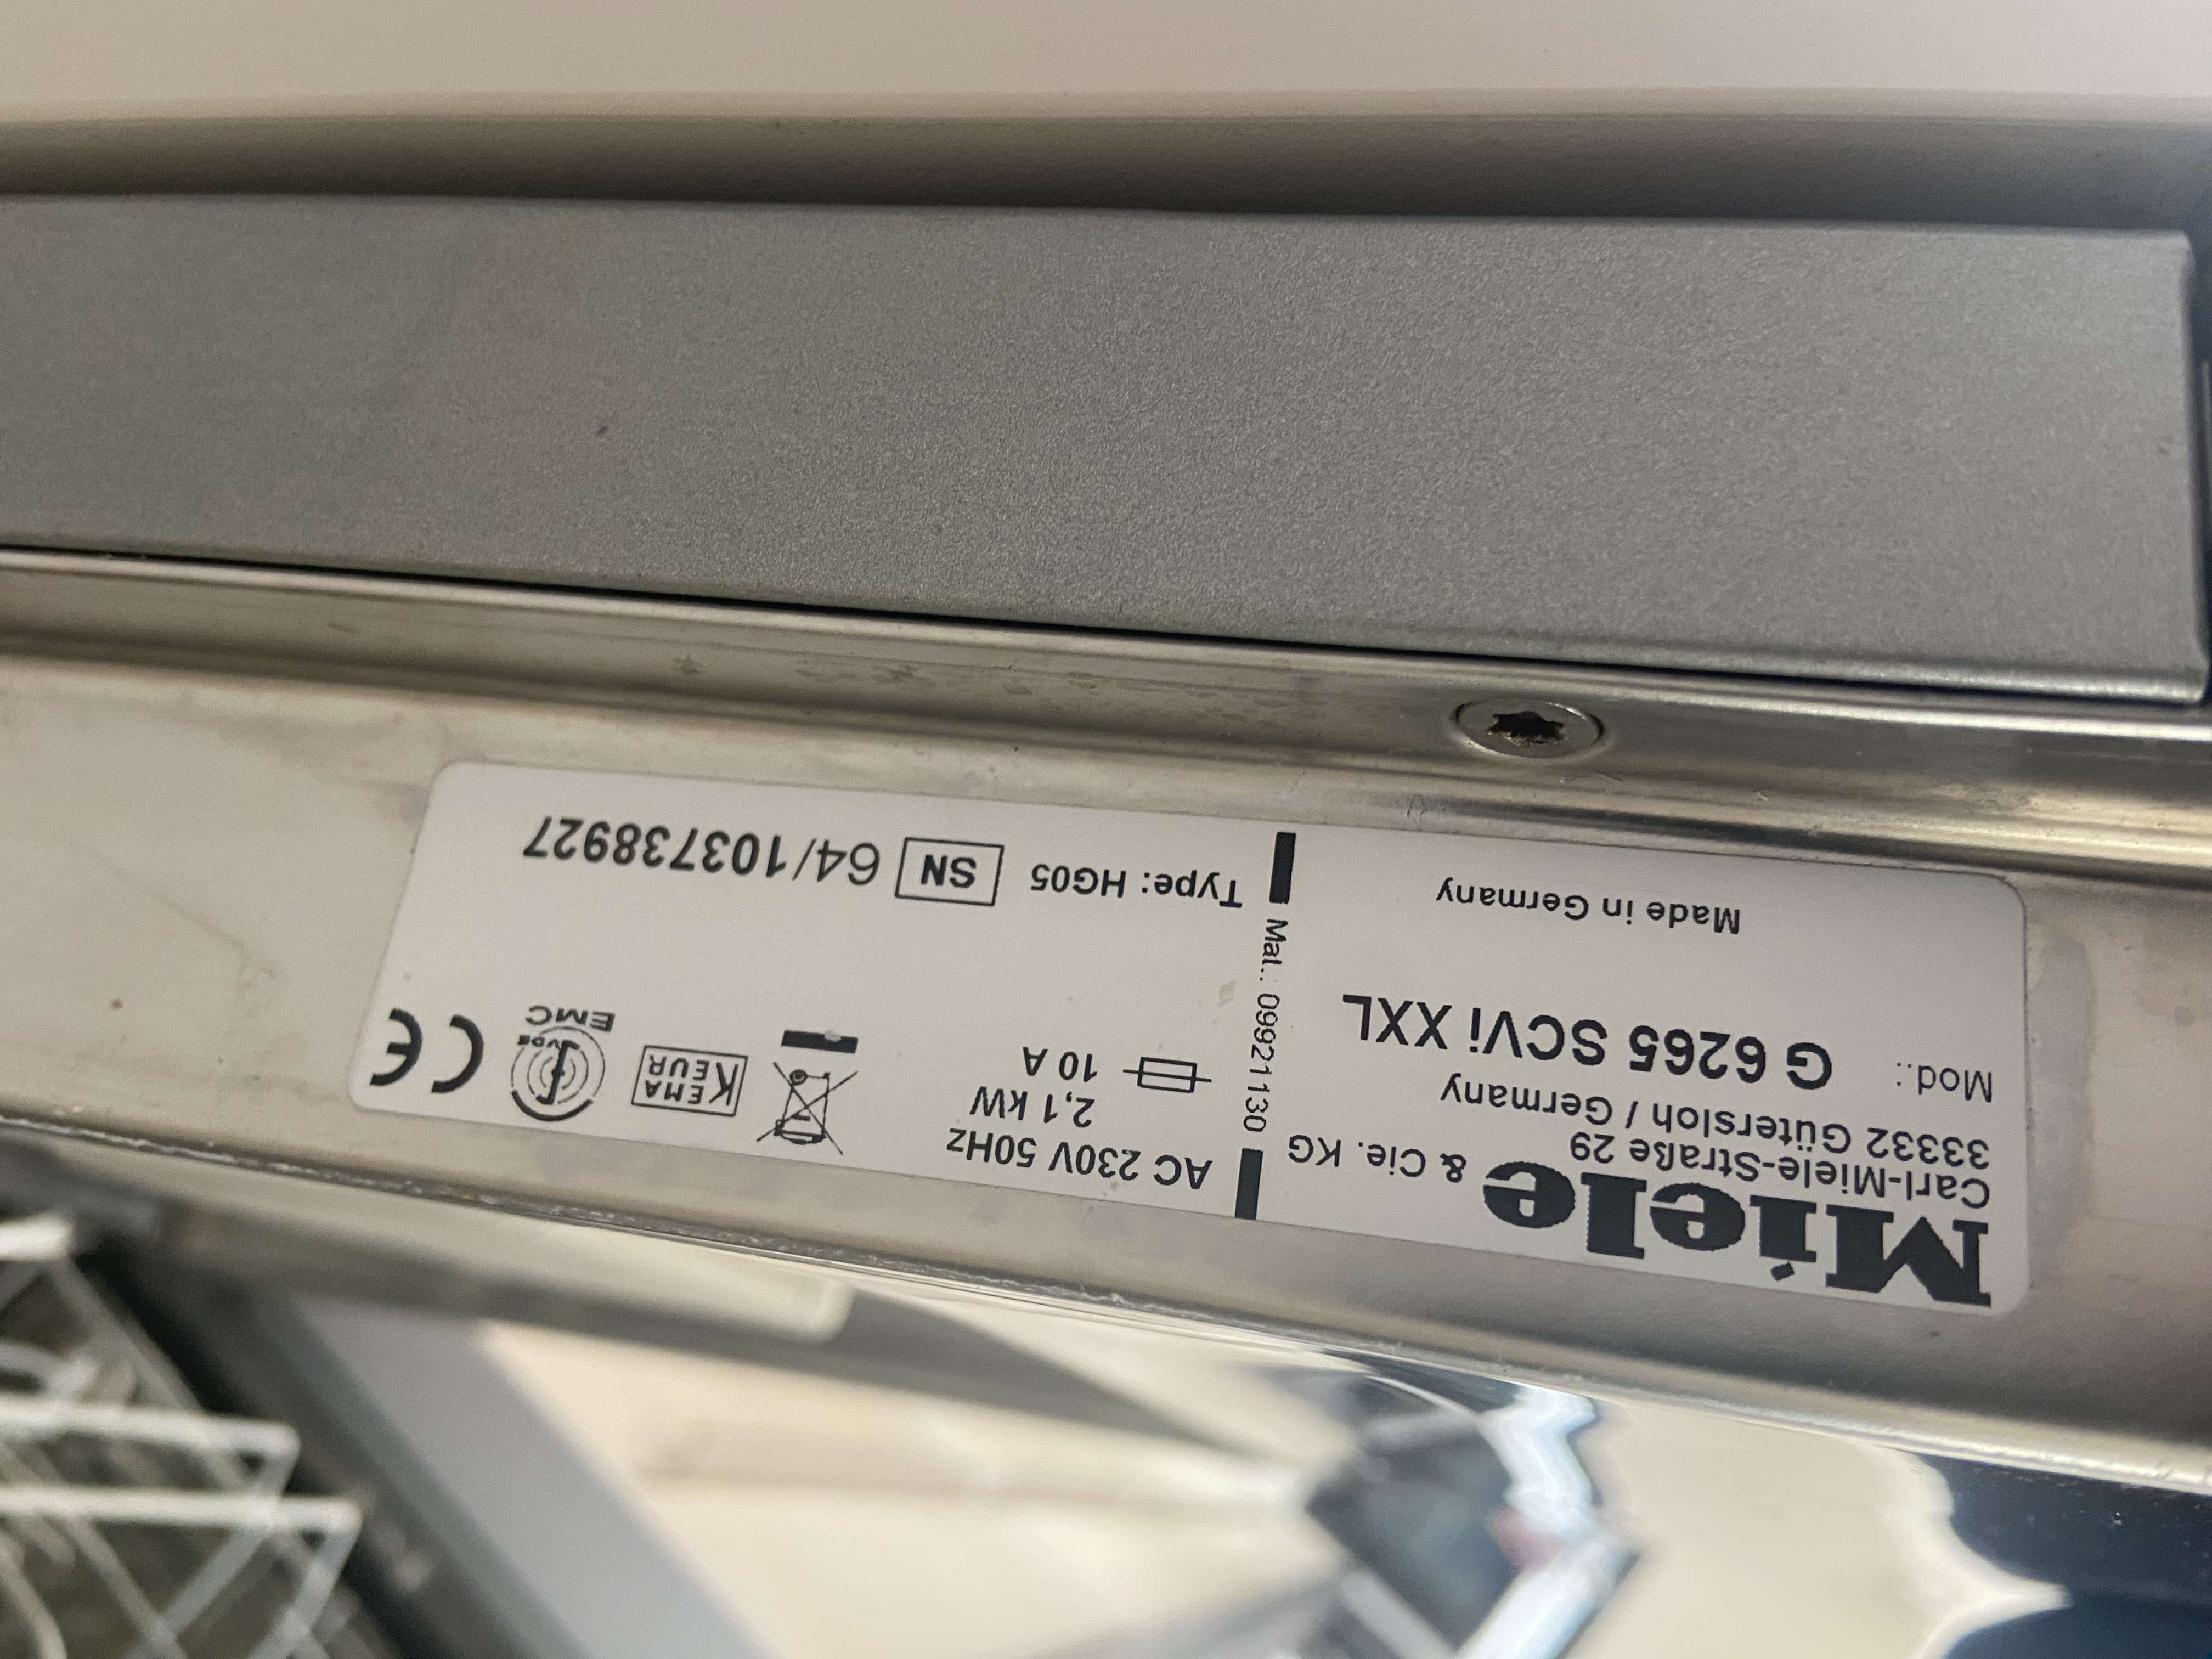 Miele & Cie. KG
Carl-Miele-Straße 29
33332 Gütersloh / Germany
Mod.: G 6265 SCVi XXL
Made in Germany
Mat.: 09921130
AC 230V 50Hz
2,1 kW
10 A
KEMA
KEUR
VDE
EMC
CE
Type: HG05 SN 64/103738927